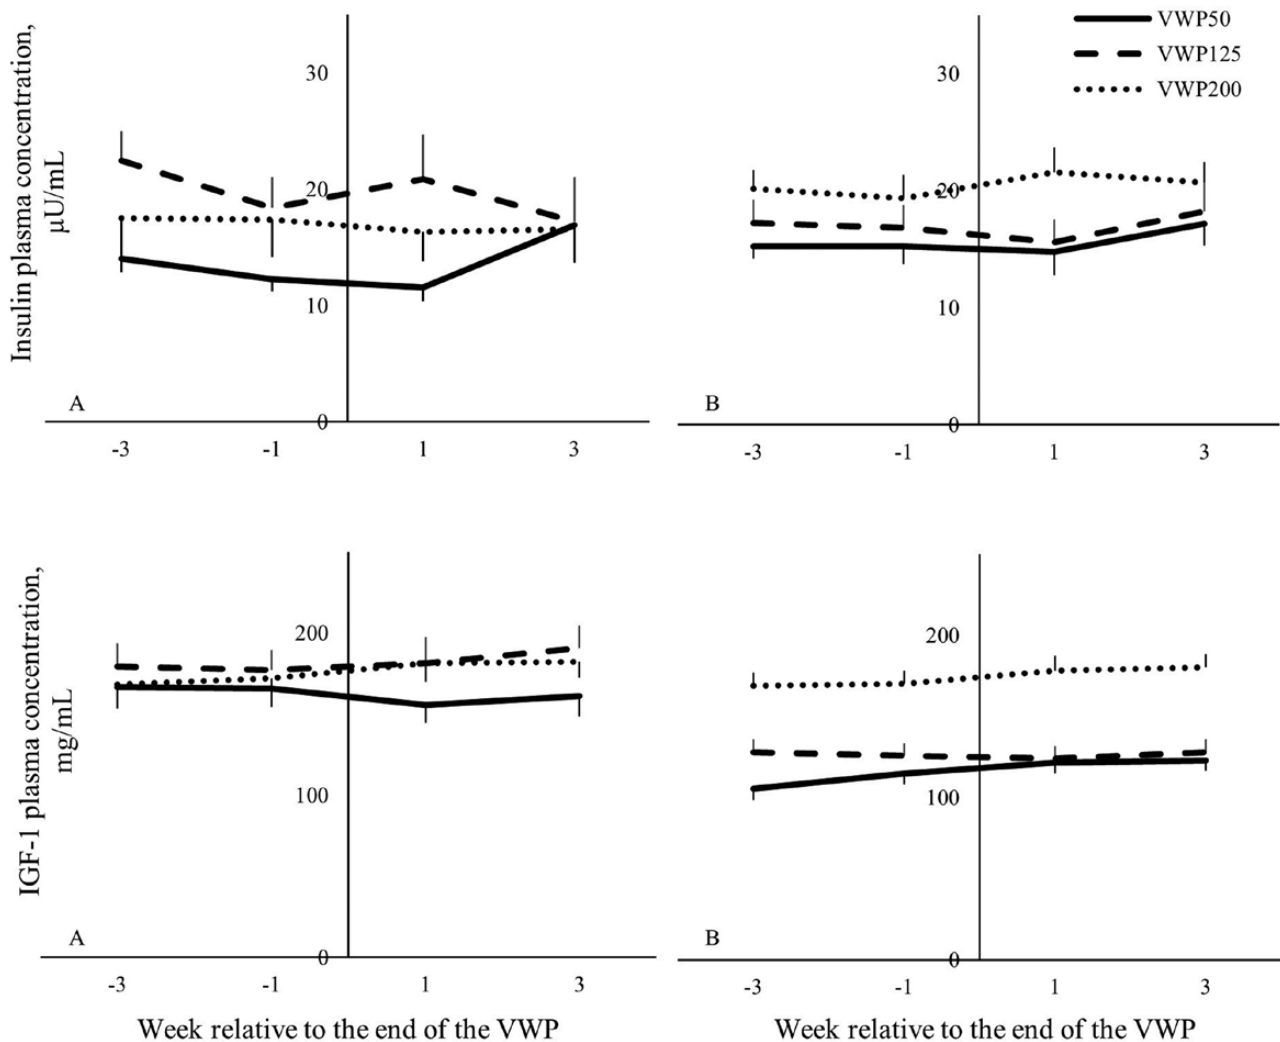 Insulin plasma concentration,
μU/mL
30
20
10
0
A
-3 -1 1 3
VWP50
VWP125
VWP200
30
20
10
0
B
-3 -1 1 3
IGF-1 plasma concentration,
mg/mL
200
100
0
A
-3 -1 1 3
Week relative to the end of the VWP
200
100
0
B
-3 -1 1 3
Week relative to the end of the VWP